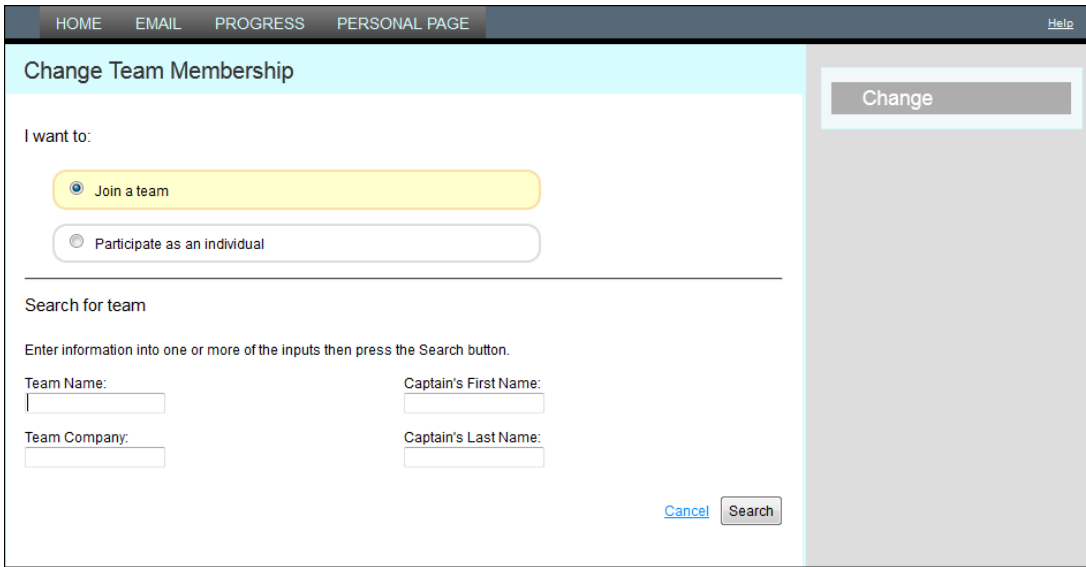 HOME EMAIL PROGRESS PERSONAL PAGE Help
Change Team Membership
Change
I want to:
Join a team
Participate as an individual
Search for team
Enter information into one or more of the inputs then press the Search button.
Team Name: Captain's First Name:
Team Company: Captain's Last Name:
Cancel Search